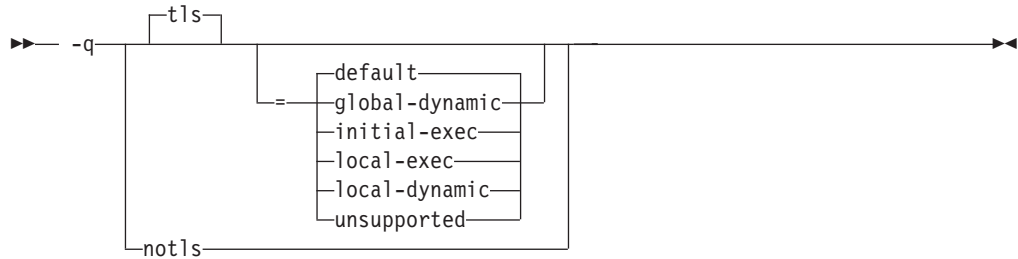 tls
-q
default
= global-dynamic
initial-exec
local-exec
local-dynamic
unsupported
notls